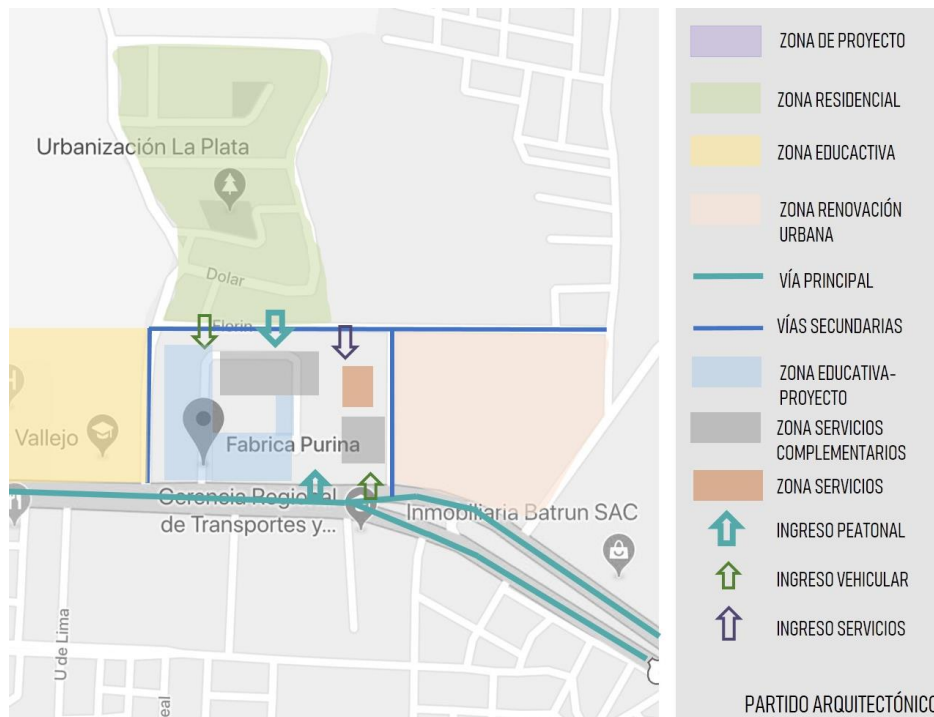 Urbanización La Plata
Dolar
Florin
Vallejo
Fabrica Purina
Gerencia Regional
de Transportes y...
Inmobiliaria Batrun SAC
U de Lima
eal
ZONA DE PROYECTO
ZONA RESIDENCIAL
ZONA EDUCACTIVA
ZONA RENOVACIÓN
URBANA
VÍA PRINCIPAL
VÍAS SECUNDARIAS
ZONA EDUCATIVA-
PROYECTO
ZONA SERVICIOS
COMPLEMENTARIOS
ZONA SERVICIOS
INGRESO PEATONAL
INGRESO VEHICULAR
INGRESO SERVICIOS
PARTIDO ARQUITECTÓNICO